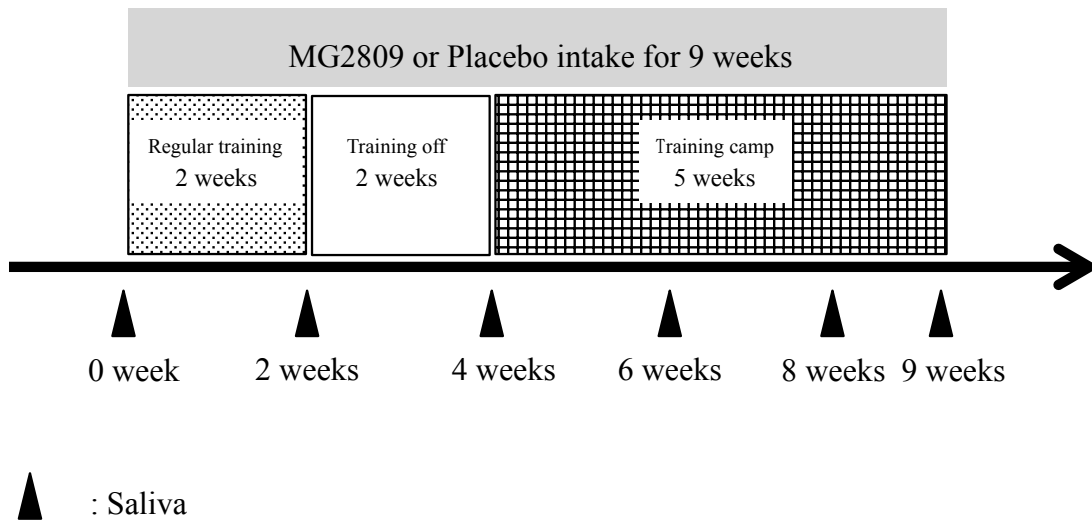 MG2809 or Placebo intake for 9 weeks
Regular training
2 weeks
Training off
2 weeks
Training camp
5 weeks
0 week
2 weeks
4 weeks
6 weeks
8 weeks
9 weeks
: Saliva